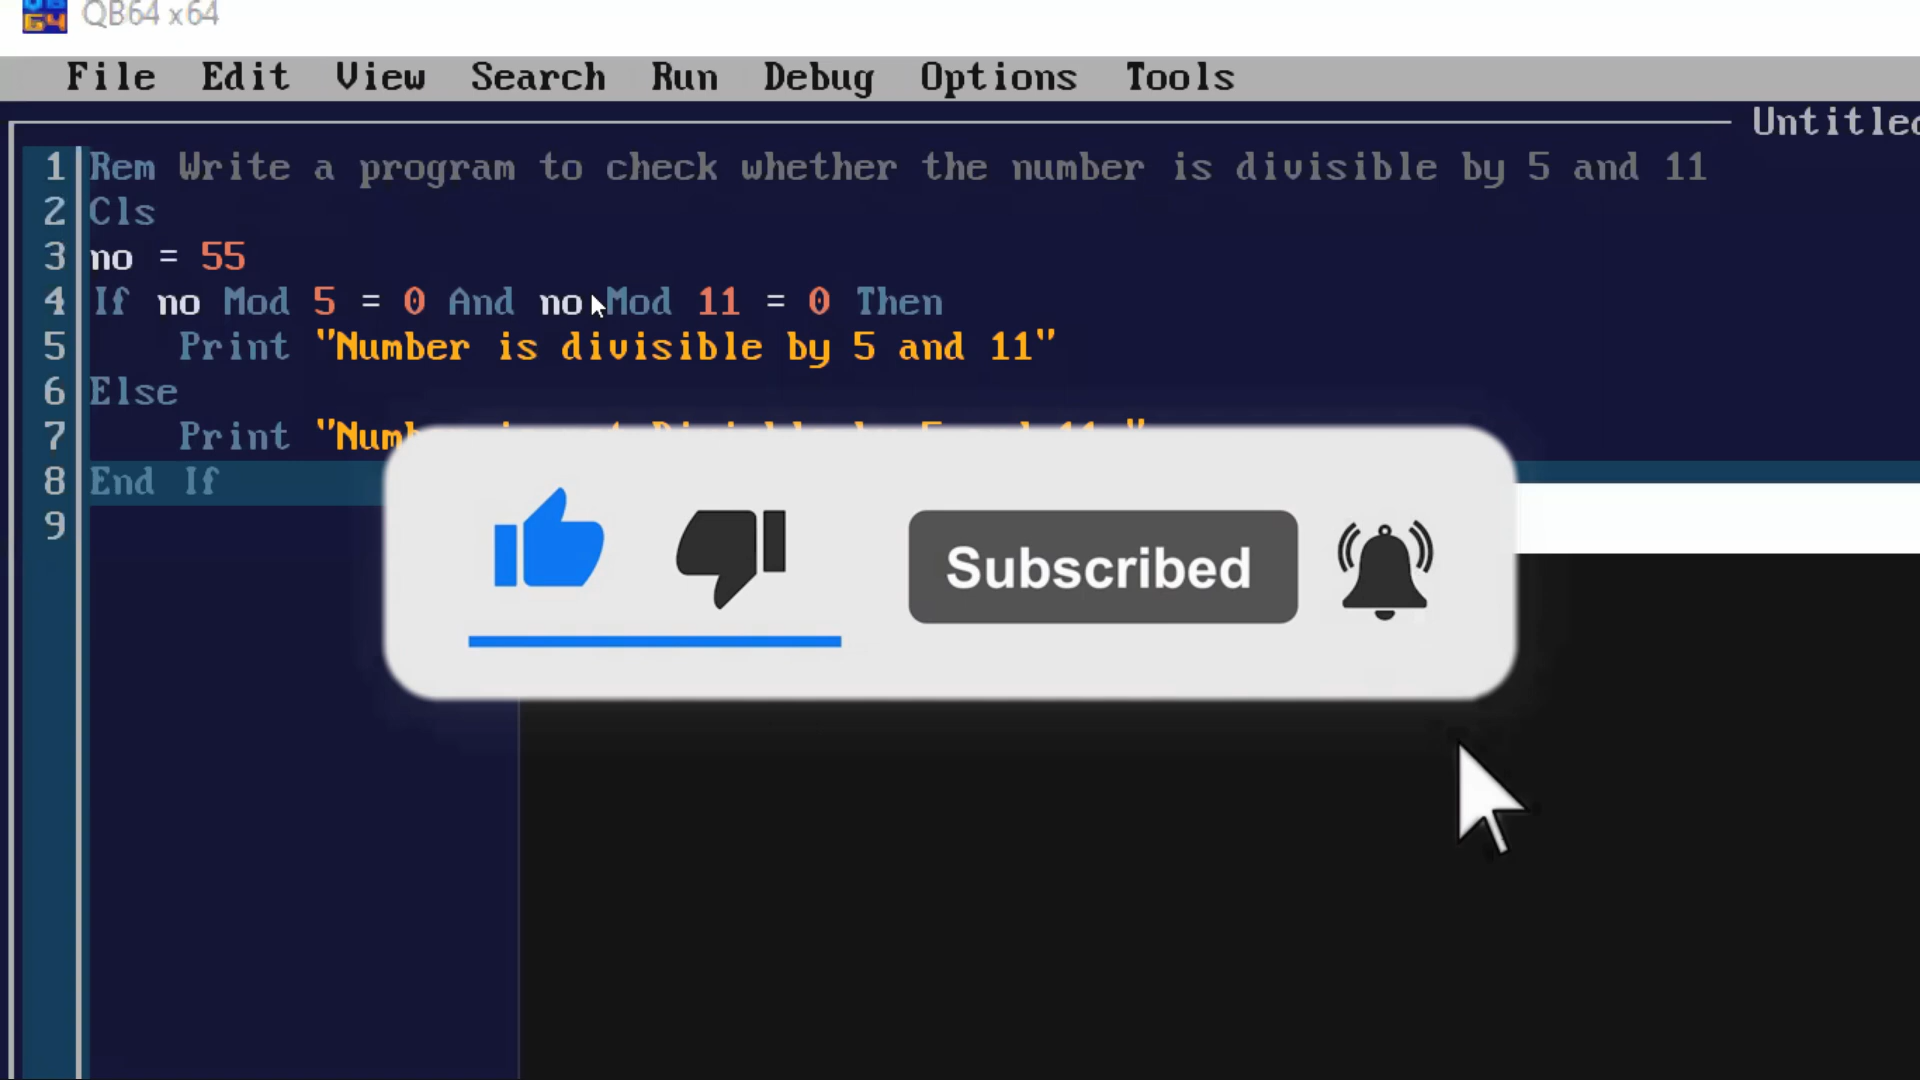 QB64 x64
File Edit View Search Run Debug Options Tools
Untitled
1 Rem Write a program to check whether the number is divisible by 5 and 11
2 Cls
3 no = 55
4 If no Mod 5 = 0 And no Mod 11 = 0 Then
5 Print "Number is divisible by 5 and 11"
6 Else
7 Print "Num
8 End If
9
Subscribed